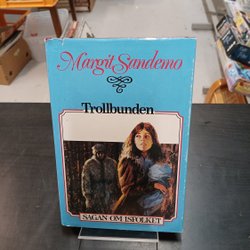 Margit Sandemo
Trollbunden
SAGAN OM ISFOLKET